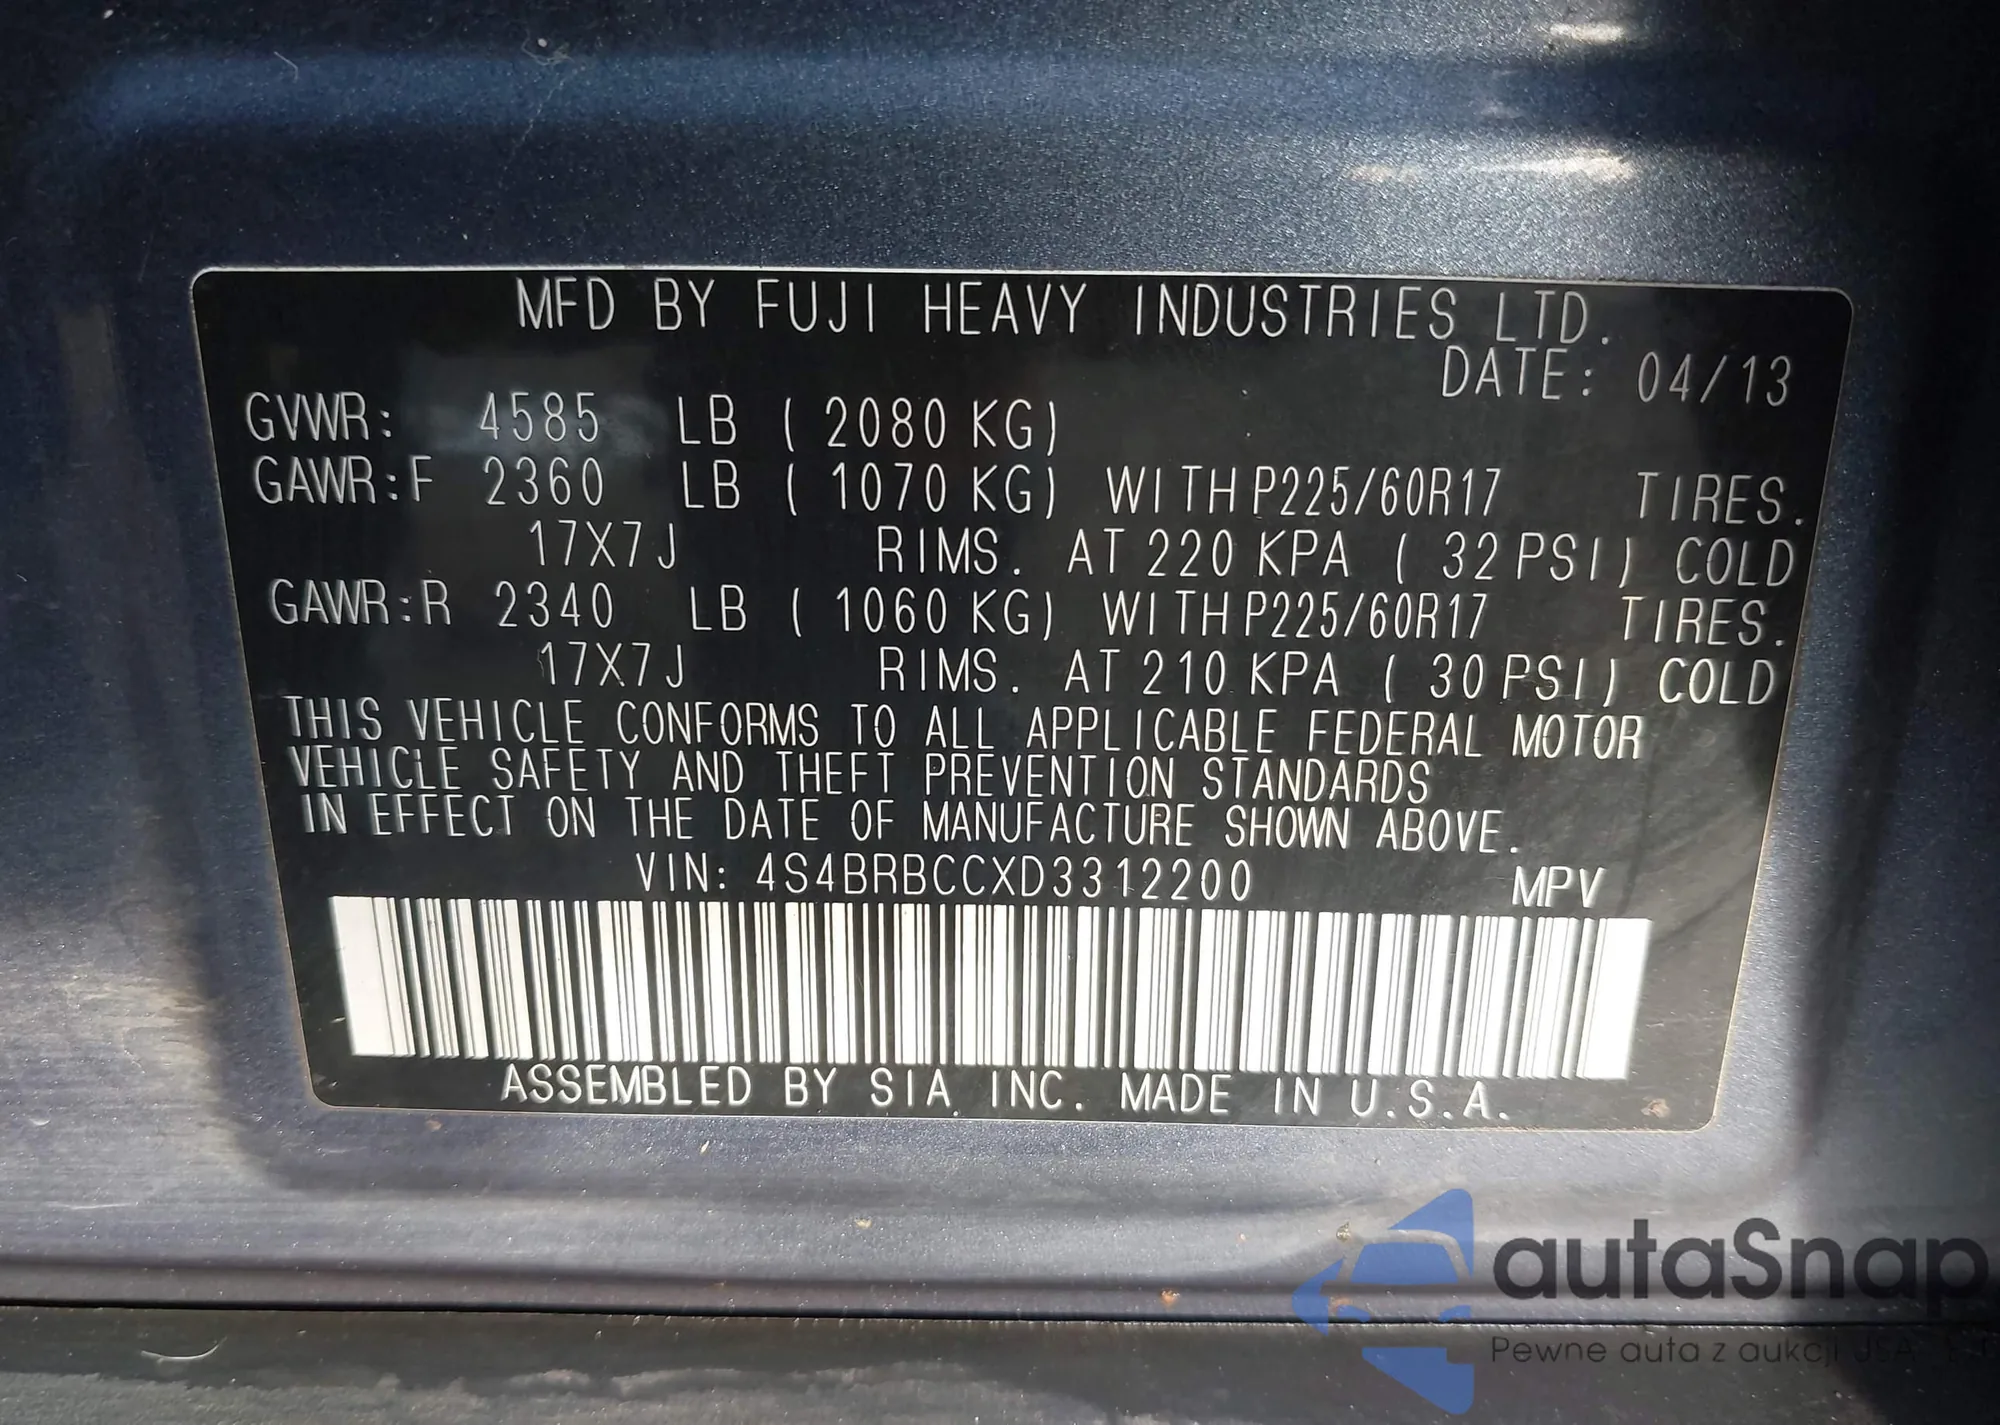 MFD BY FUJI HEAVY INDUSTRIES LTD.
DATE: 04/13
GVWR: 4585 LB ( 2080 KG)
GAWR:F 2360 LB ( 1070 KG) WITH P225/60R17 TIRES.
17X7J RIMS. AT 220 KPA ( 32 PSI) COLD
GAWR:R 2340 LB ( 1060 KG) WITH P225/60R17 TIRES.
17X7J RIMS. AT 210 KPA ( 30 PSI) COLD
THIS VEHICLE CONFORMS TO ALL APPLICABLE FEDERAL MOTOR
VEHICLE SAFETY AND THEFT PREVENTION STANDARDS
IN EFFECT ON THE DATE OF MANUFACTURE SHOWN ABOVE.
VIN: 4S4BRBCCXD3312200 MPV
ASSEMBLED BY SIA INC. MADE IN U.S.A.
autaSnap
Pewne auta z aukcji USA